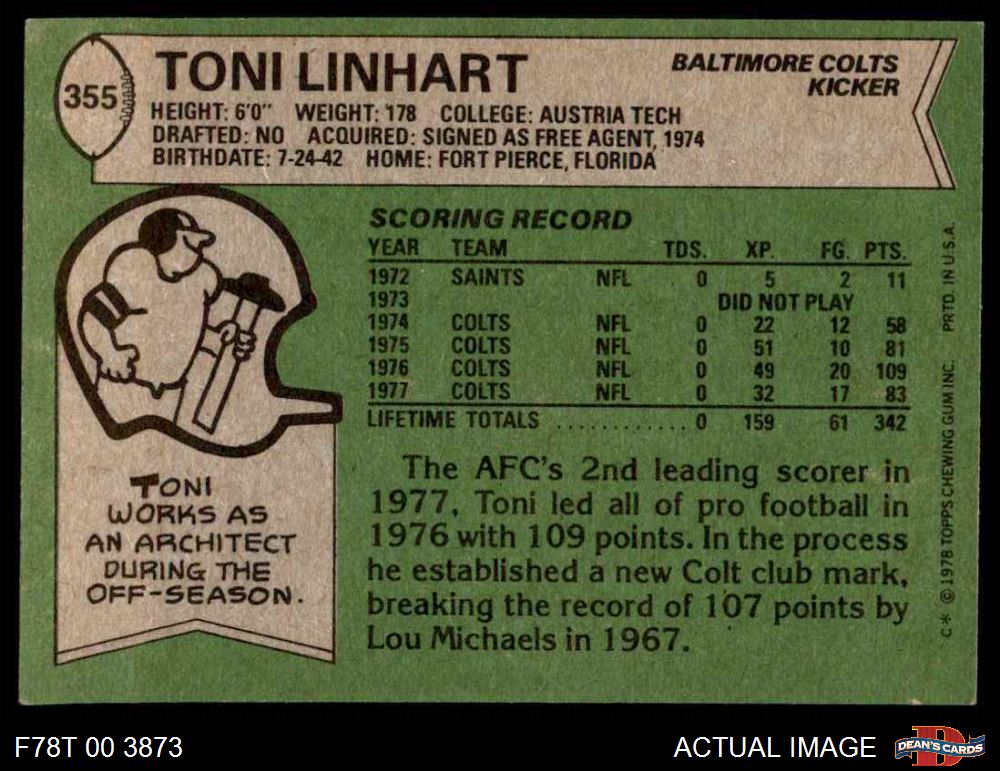 355
TONI LINHART
BALTIMORE COLTS
KICKER
HEIGHT: 6'0" WEIGHT: 178 COLLEGE: AUSTRIA TECH
DRAFTED: NO ACQUIRED: SIGNED AS FREE AGENT, 1974
BIRTHDATE: 7-24-42 HOME: FORT PIERCE, FLORIDA
SCORING RECORD
YEAR TEAM TDS. XP. FG. PTS.
1972 SAINTS NFL 0 5 2 11
1973 DID NOT PLAY
1974 COLTS NFL 0 22 12 58
1975 COLTS NFL 0 51 10 81
1976 COLTS NFL 0 49 20 109
1977 COLTS NFL 0 32 17 83
LIFETIME TOTALS ............ 0 159 61 342
The AFC's 2nd leading scorer in
1977, Toni led all of pro football in
1976 with 109 points. In the process
he established a new Colt club mark,
breaking the record of 107 points by
Lou Michaels in 1967.
TONI
WORKS AS
AN ARCHITECT
DURING THE
OFF-SEASON.
C* © 1978 TOPPS CHEWING GUM INC. PRTD. IN U.S.A.
F78T 00 3873
ACTUAL IMAGE
D
DEAN'S CARDS